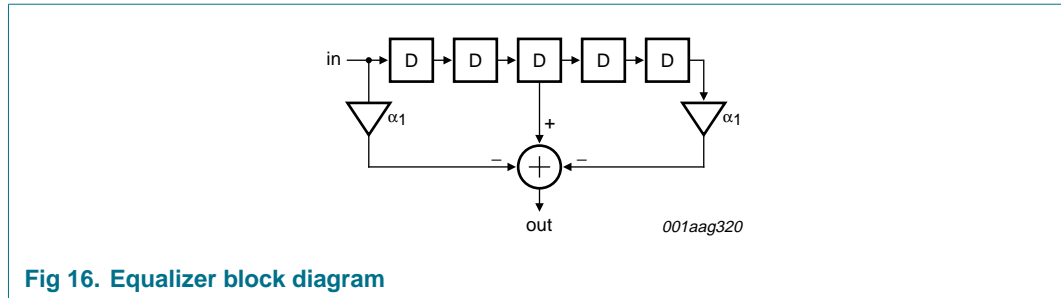 in D D D D D
α1 α1
+
– –
+
out 001aag320
Fig 16. Equalizer block diagram